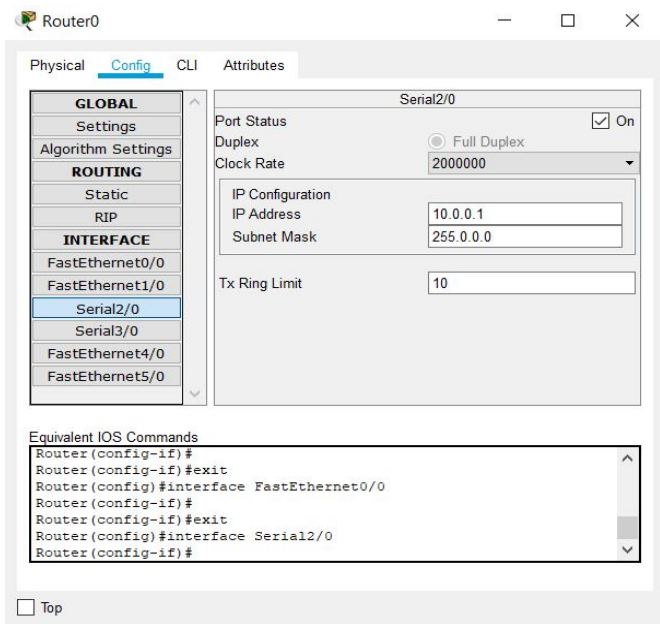 Router0
Physical Config CLI Attributes
GLOBAL
Settings
Algorithm Settings
ROUTING
Static
RIP
INTERFACE
FastEthernet0/0
FastEthernet1/0
Serial2/0
Serial3/0
FastEthernet4/0
FastEthernet5/0
Serial2/0
Port Status On
Duplex Full Duplex
Clock Rate 2000000
IP Configuration
IP Address 10.0.0.1
Subnet Mask 255.0.0.0
Tx Ring Limit 10
Equivalent IOS Commands
Router(config-if)#
Router(config-if)#exit
Router(config)#interface FastEthernet0/0
Router(config-if)#
Router(config-if)#exit
Router(config)#interface Serial2/0
Router(config-if)#
Top